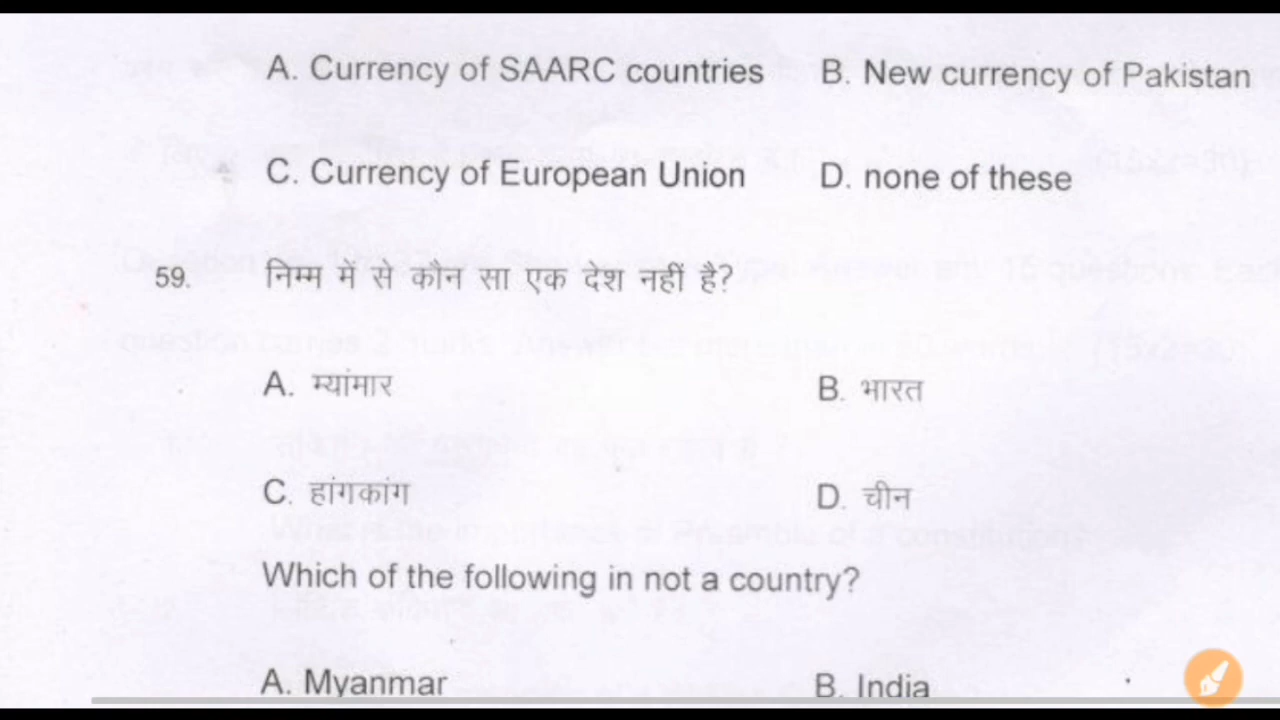 A. Currency of SAARC countries B. New currency of Pakistan
C. Currency of European Union D. none of these
59. निम्म में से कौन सा एक देश नहीं है?
A. म्यांमार B. भारत
C. हांगकांग D. चीन
Which of the following in not a country?
A. Myanmar B. India